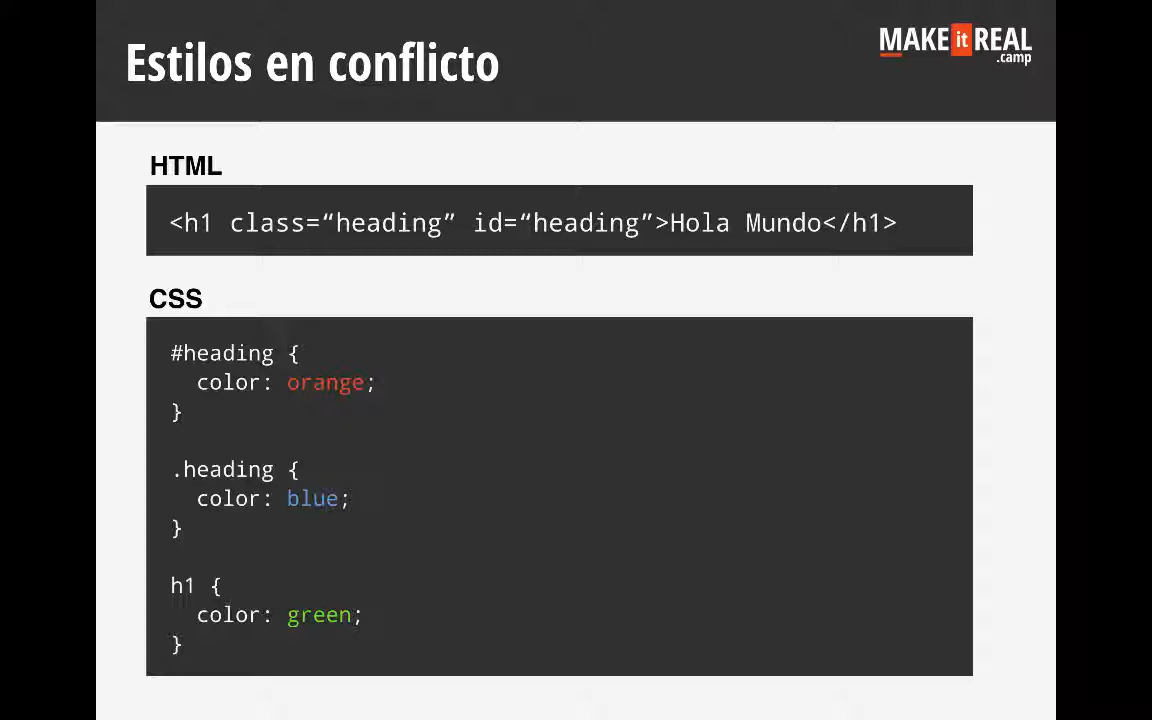 Estilos en conflicto
MAKE it REAL
.camp
HTML
<h1 class=“heading” id=“heading”>Hola Mundo</h1>
CSS
#heading {
  color: orange;
}
.heading {
  color: blue;
}
h1 {
  color: green;
}